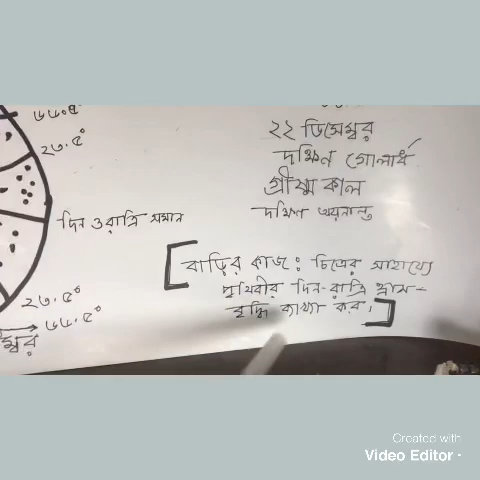 ৬৬.৫°
২৩.৫°
দিন ও রাত্রি সমান
২৩.৫°
৬৬.৫°
ম্বর
২২ ডিসেম্বর
দক্ষিন গোলার্ধ
গ্রীষ্ম কাল
দক্ষিণ অয়নান্ত
[বাড়ির কাজ: চিত্রের সাহায্যে
পৃথিবীর দিন-রাত্রি হ্রাস-
বৃদ্ধি ব্যাখ্যা কর।]
Created with
Video Editor